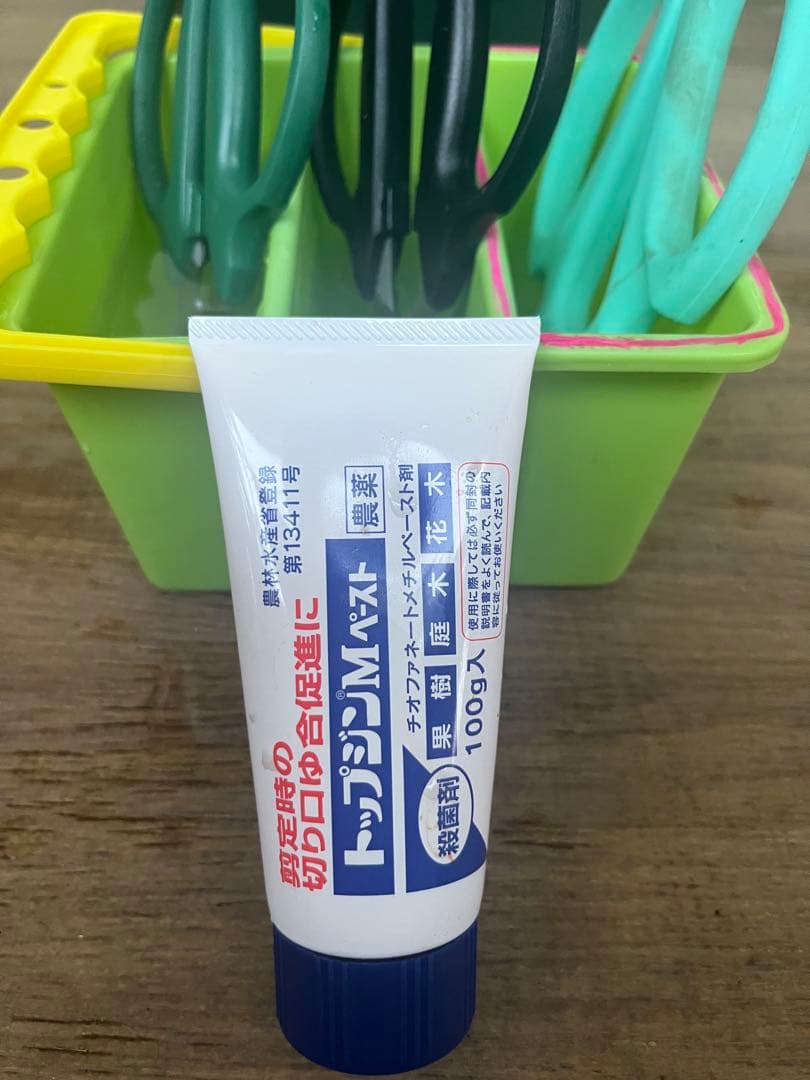 農林水産省登録
第13411号
剪定時の
切り口ゆ合促進に
トップジン®Mペースト
農薬
チオファネートメチルペースト剤
殺菌剤
果樹 庭木 花木
100g入
使用に際しては必ず同封の
説明書をよく読んで、記載内
容に従ってお使いください